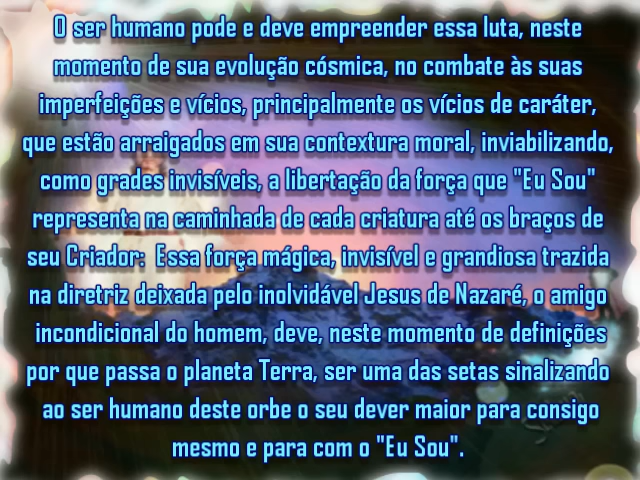 O ser humano pode e deve empreender essa luta, neste
momento de sua evolução cósmica, no combate às suas
imperfeições e vícios, principalmente os vícios de caráter,
que estão arraigados em sua contextura moral, inviabilizando,
como grades invisíveis, a libertação da força que "Eu Sou"
representa na caminhada de cada criatura até os braços de
seu Criador:  Essa força mágica, invisível e grandiosa trazida
na diretriz deixada pelo inolvidável Jesus de Nazaré, o amigo
incondicional do homem, deve, neste momento de definições
por que passa o planeta Terra, ser uma das setas sinalizando
ao ser humano deste orbe o seu dever maior para consigo
mesmo e para com o "Eu Sou".